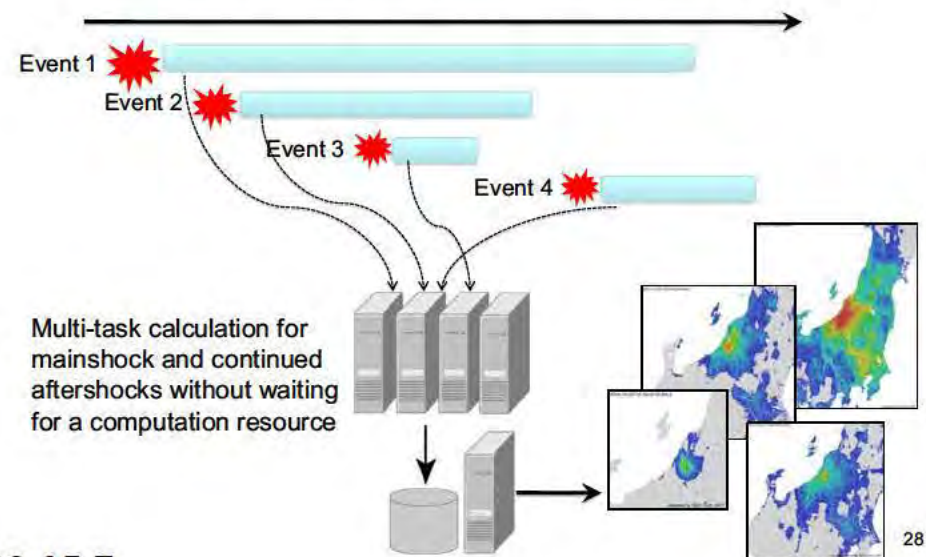 Event 1
Event 2
Event 3
Event 4
Multi-task calculation for
mainshock and continued
aftershocks without waiting
for a computation resource
28